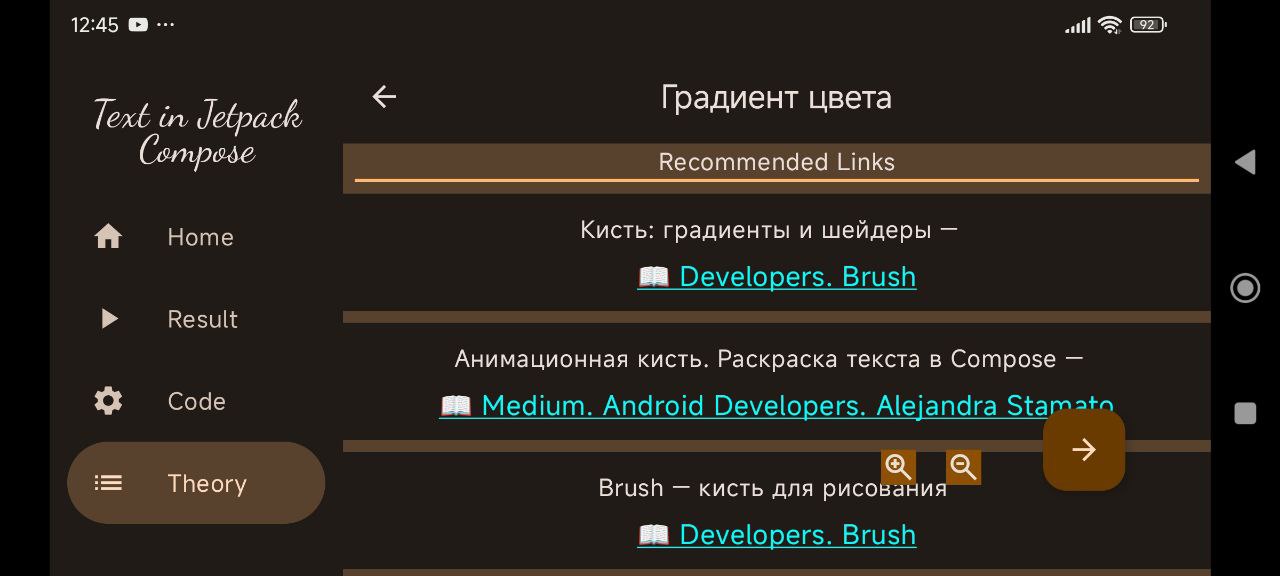 12:45
92
Text in Jetpack
Compose
Home
Result
Code
Theory
Градиент цвета
Recommended Links
Кисть: градиенты и шейдеры —
📖 Developers. Brush
Анимационная кисть. Раскраска текста в Compose —
📖 Medium. Android Developers. Alejandra Stamato
Brush — кисть для рисования
📖 Developers. Brush